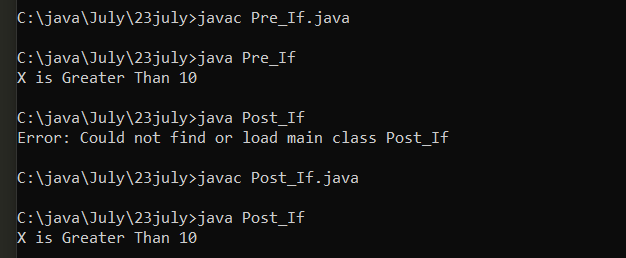 C:\java\July\23july>javac Pre_If.java
C:\java\July\23july>java Pre_If
X is Greater Than 10
C:\java\July\23july>java Post_If
Error: Could not find or load main class Post_If
C:\java\July\23july>javac Post_If.java
C:\java\July\23july>java Post_If
X is Greater Than 10